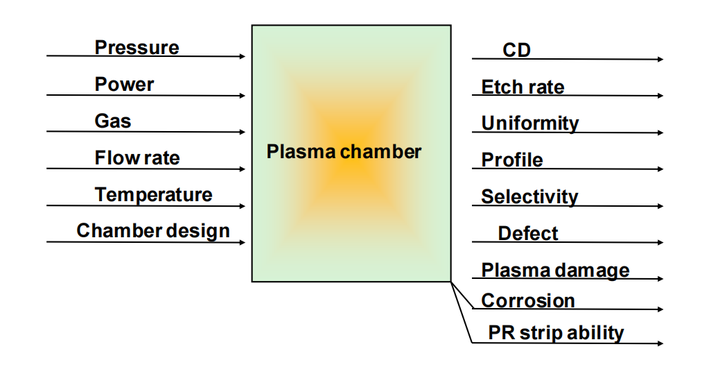 Pressure
Power
Gas
Flow rate
Temperature
Chamber design
Plasma chamber
CD
Etch rate
Uniformity
Profile
Selectivity
Defect
Plasma damage
Corrosion
PR strip ability